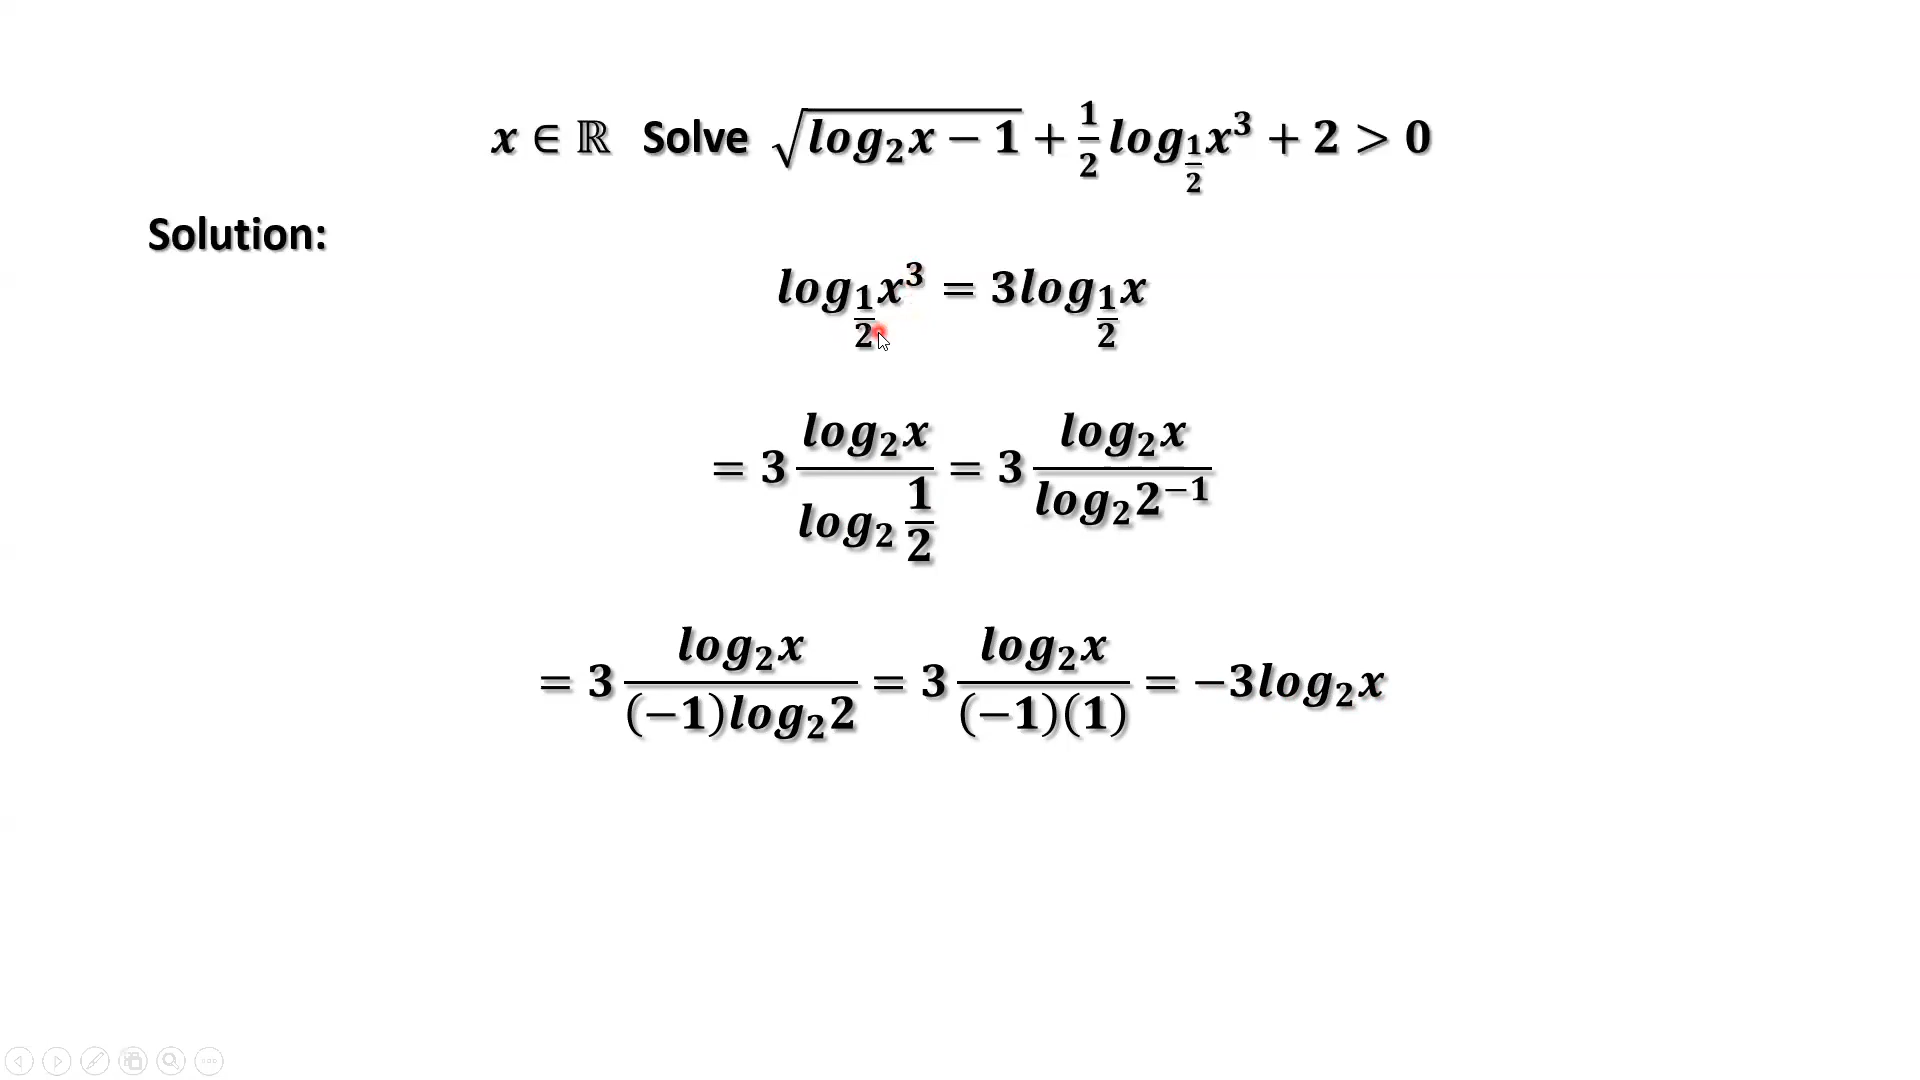 x ∈ ℝ Solve √(log₂x − 1) + 1/2 log_{1/2} x³ + 2 > 0
Solution:
log_{1/2} x³ = 3log_{1/2} x
= 3 log₂x / log₂ 1/2 = 3 log₂x / log₂2⁻¹
= 3 log₂x / (−1)log₂2 = 3 log₂x / (−1)(1) = −3log₂x